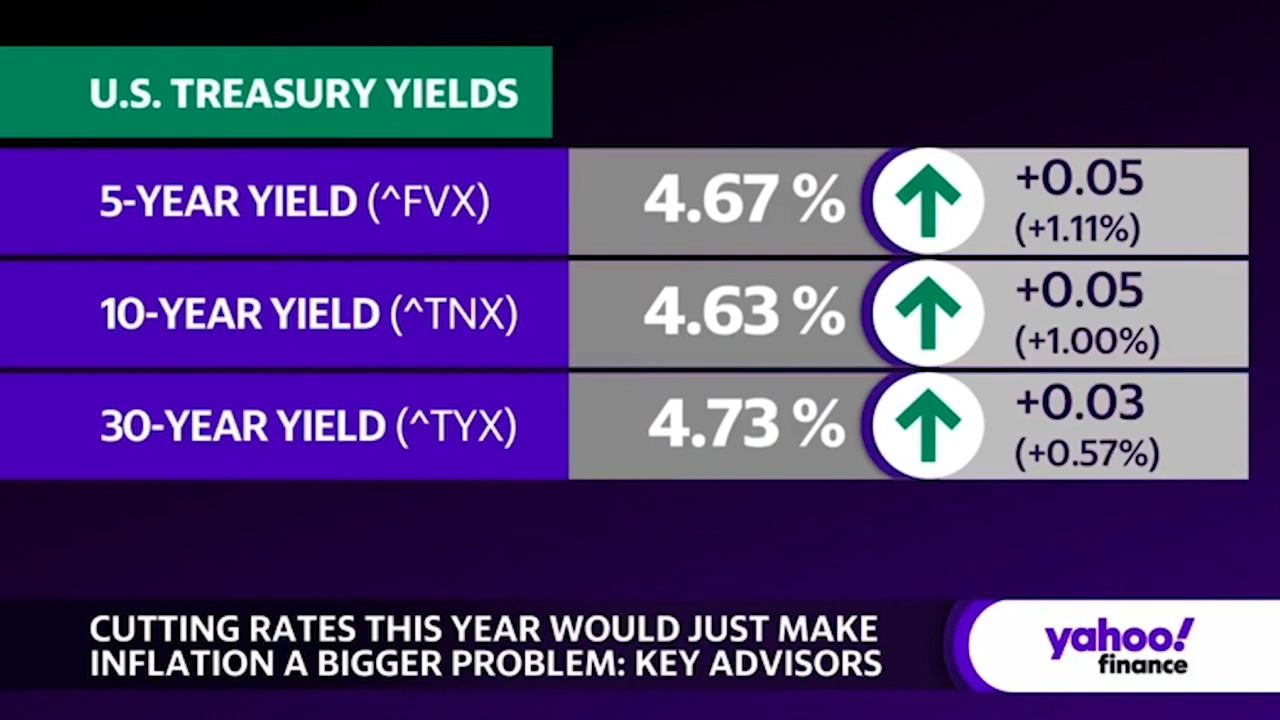 U.S. TREASURY YIELDS
5-YEAR YIELD (^FVX) 4.67 % +0.05
(+1.11%)
10-YEAR YIELD (^TNX) 4.63 % +0.05
(+1.00%)
30-YEAR YIELD (^TYX) 4.73 % +0.03
(+0.57%)
CUTTING RATES THIS YEAR WOULD JUST MAKE
INFLATION A BIGGER PROBLEM: KEY ADVISORS
yahoo!
finance